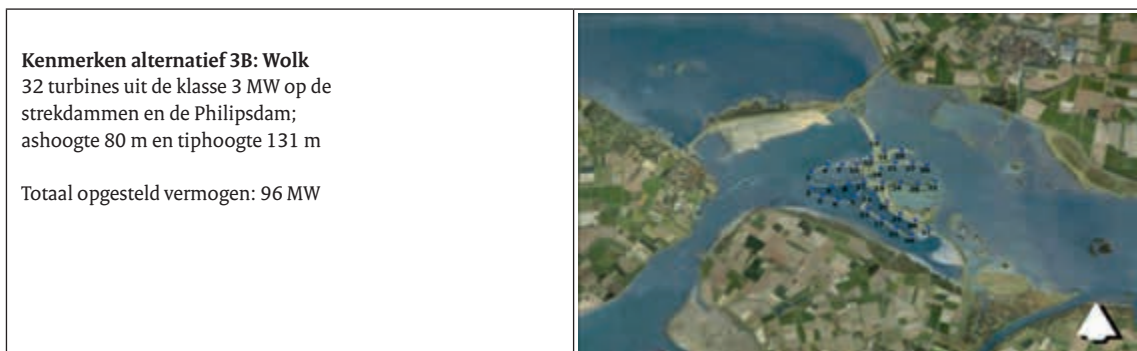 Kenmerken alternatief 3B: Wolk
32 turbines uit de klasse 3 MW op de
strekdammen en de Philipsdam;
ashoogte 80 m en tiphoogte 131 m
Totaal opgesteld vermogen: 96 MW